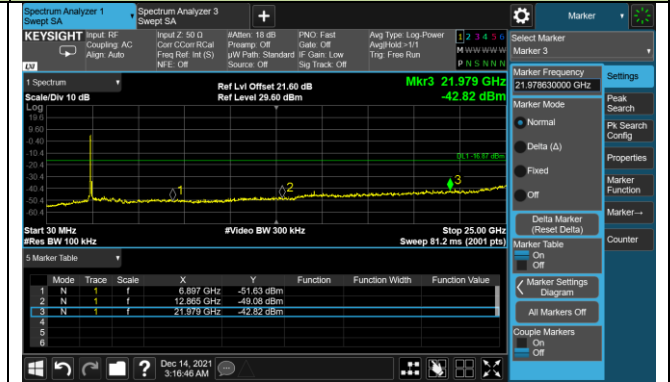 Spectrum Analyzer 1
Swept SA
Spectrum Analyzer 3
Swept SA
+
KEYSIGHT
Input: RF
Coupling: AC
Align: Auto
Input Z: 50 Ω
Corr CCorr RCal
Freq Ref: Int (S)
NFE: Off
#Atten: 18 dB
Preamp: Off
µW Path: Standard
Source: Off
PNO: Fast
Gate: Off
IF Gain: Low
Sig Track: Off
Avg Type: Log-Power
Avg|Hold:>1/1
Trig: Free Run
1 2 3 4 5 6
M W W W W W
P N S N N N
LXI
1 Spectrum
Scale/Div 10 dB
Ref Lvl Offset 21.60 dB
Ref Level 29.60 dBm
Mkr3 21.979 GHz
-42.82 dBm
Log
19.6
9.60
-0.40
-10.4
-20.4
-30.4
-40.4
-50.4
-60.4
DL1 -16.87 dBm
1
2
3
Start 30 MHz
#Res BW 100 kHz
#Video BW 300 kHz
Stop 25.00 GHz
Sweep 81.2 ms (2001 pts)
5 Marker Table
Mode Trace Scale X Y Function Function Width Function Value
1 N 1 f 6.897 GHz -51.63 dBm
2 N 1 f 12.865 GHz -49.08 dBm
3 N 1 f 21.979 GHz -42.82 dBm
4
5
6
?
Dec 14, 2021
3:16:46 AM
Marker
Select Marker
Marker 3
Marker Frequency
21.978630000 GHz
Marker Mode
Normal
Delta (Δ)
Fixed
Off
Delta Marker
(Reset Delta)
Marker Table
On
Off
Marker Settings
Diagram
All Markers Off
Couple Markers
On
Off
Settings
Peak
Search
Pk Search
Config
Properties
Marker
Function
Marker→
Counter